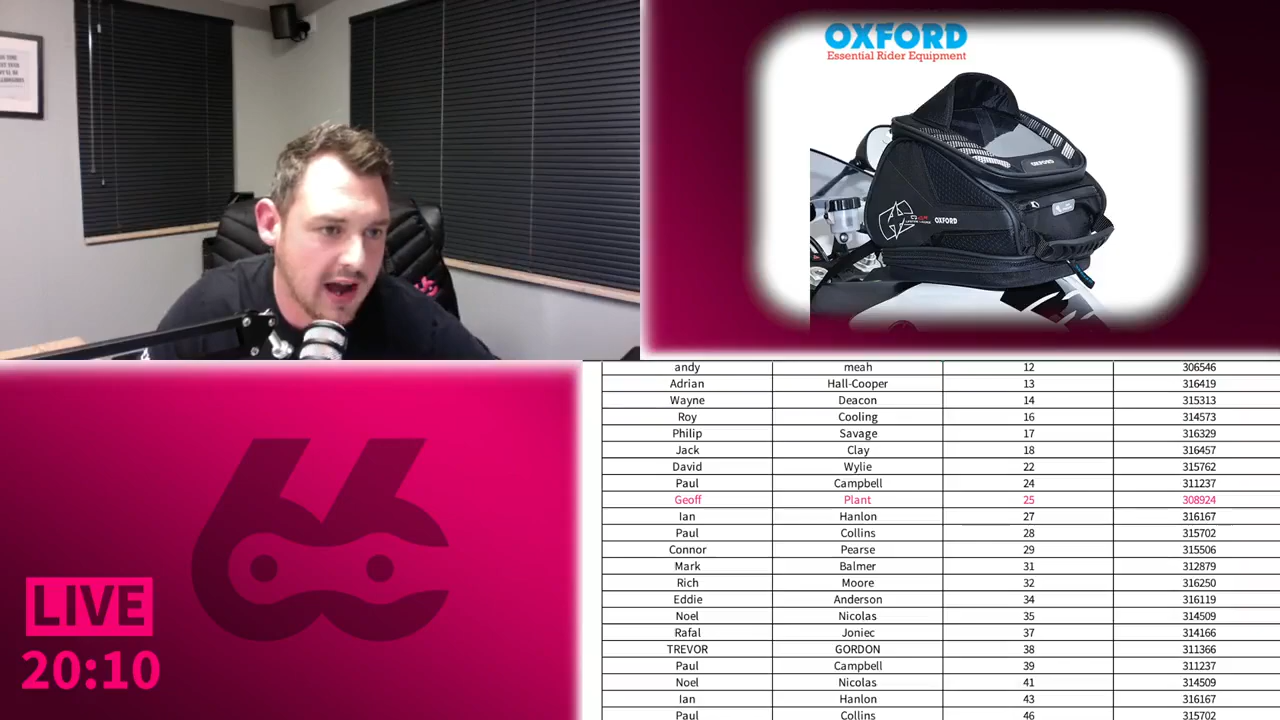 OXFORD
Essential Rider Equipment
OXFORD
OXFORD
LIVE
20:10
andy meah 12 306546
Adrian Hall-Cooper 13 316419
Wayne Deacon 14 315313
Roy Cooling 16 314573
Philip Savage 17 316329
Jack Clay 18 316457
David Wylie 22 315762
Paul Campbell 24 311237
Geoff Plant 25 308924
Ian Hanlon 27 316167
Paul Collins 28 315702
Connor Pearse 29 315506
Mark Balmer 31 312879
Rich Moore 32 316250
Eddie Anderson 34 316119
Noel Nicolas 35 314509
Rafal Joniec 37 314166
TREVOR GORDON 38 311366
Paul Campbell 39 311237
Noel Nicolas 41 314509
Ian Hanlon 43 316167
Paul Collins 46 315702